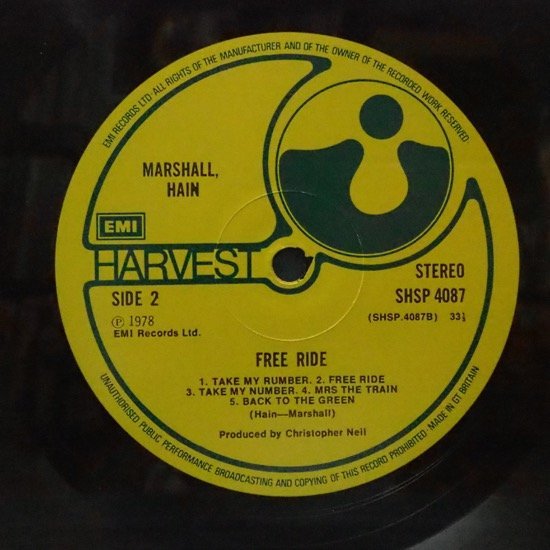 EMI RECORDS LTD. ALL RIGHTS OF THE MANUFACTURER AND OF THE OWNER OF THE RECORDED WORK RESERVED
MARSHALL,
HAIN
EMI
HARVEST
SIDE 2
℗ 1978
EMI Records Ltd.
STEREO
SHSP 4087
(SHSP.4087B) 33⅓
FREE RIDE
1. TAKE MY RUMBER. 2. FREE RIDE
3. TAKE MY NUMBER. 4. MRS THE TRAIN
5. BACK TO THE GREEN
(Hain—Marshall)
Produced by Christopher Neil
UNAUTHORISED PUBLIC PERFORMANCE BROADCASTING AND COPYING OF THIS RECORD PROHIBITED. MADE IN GT BRITAIN